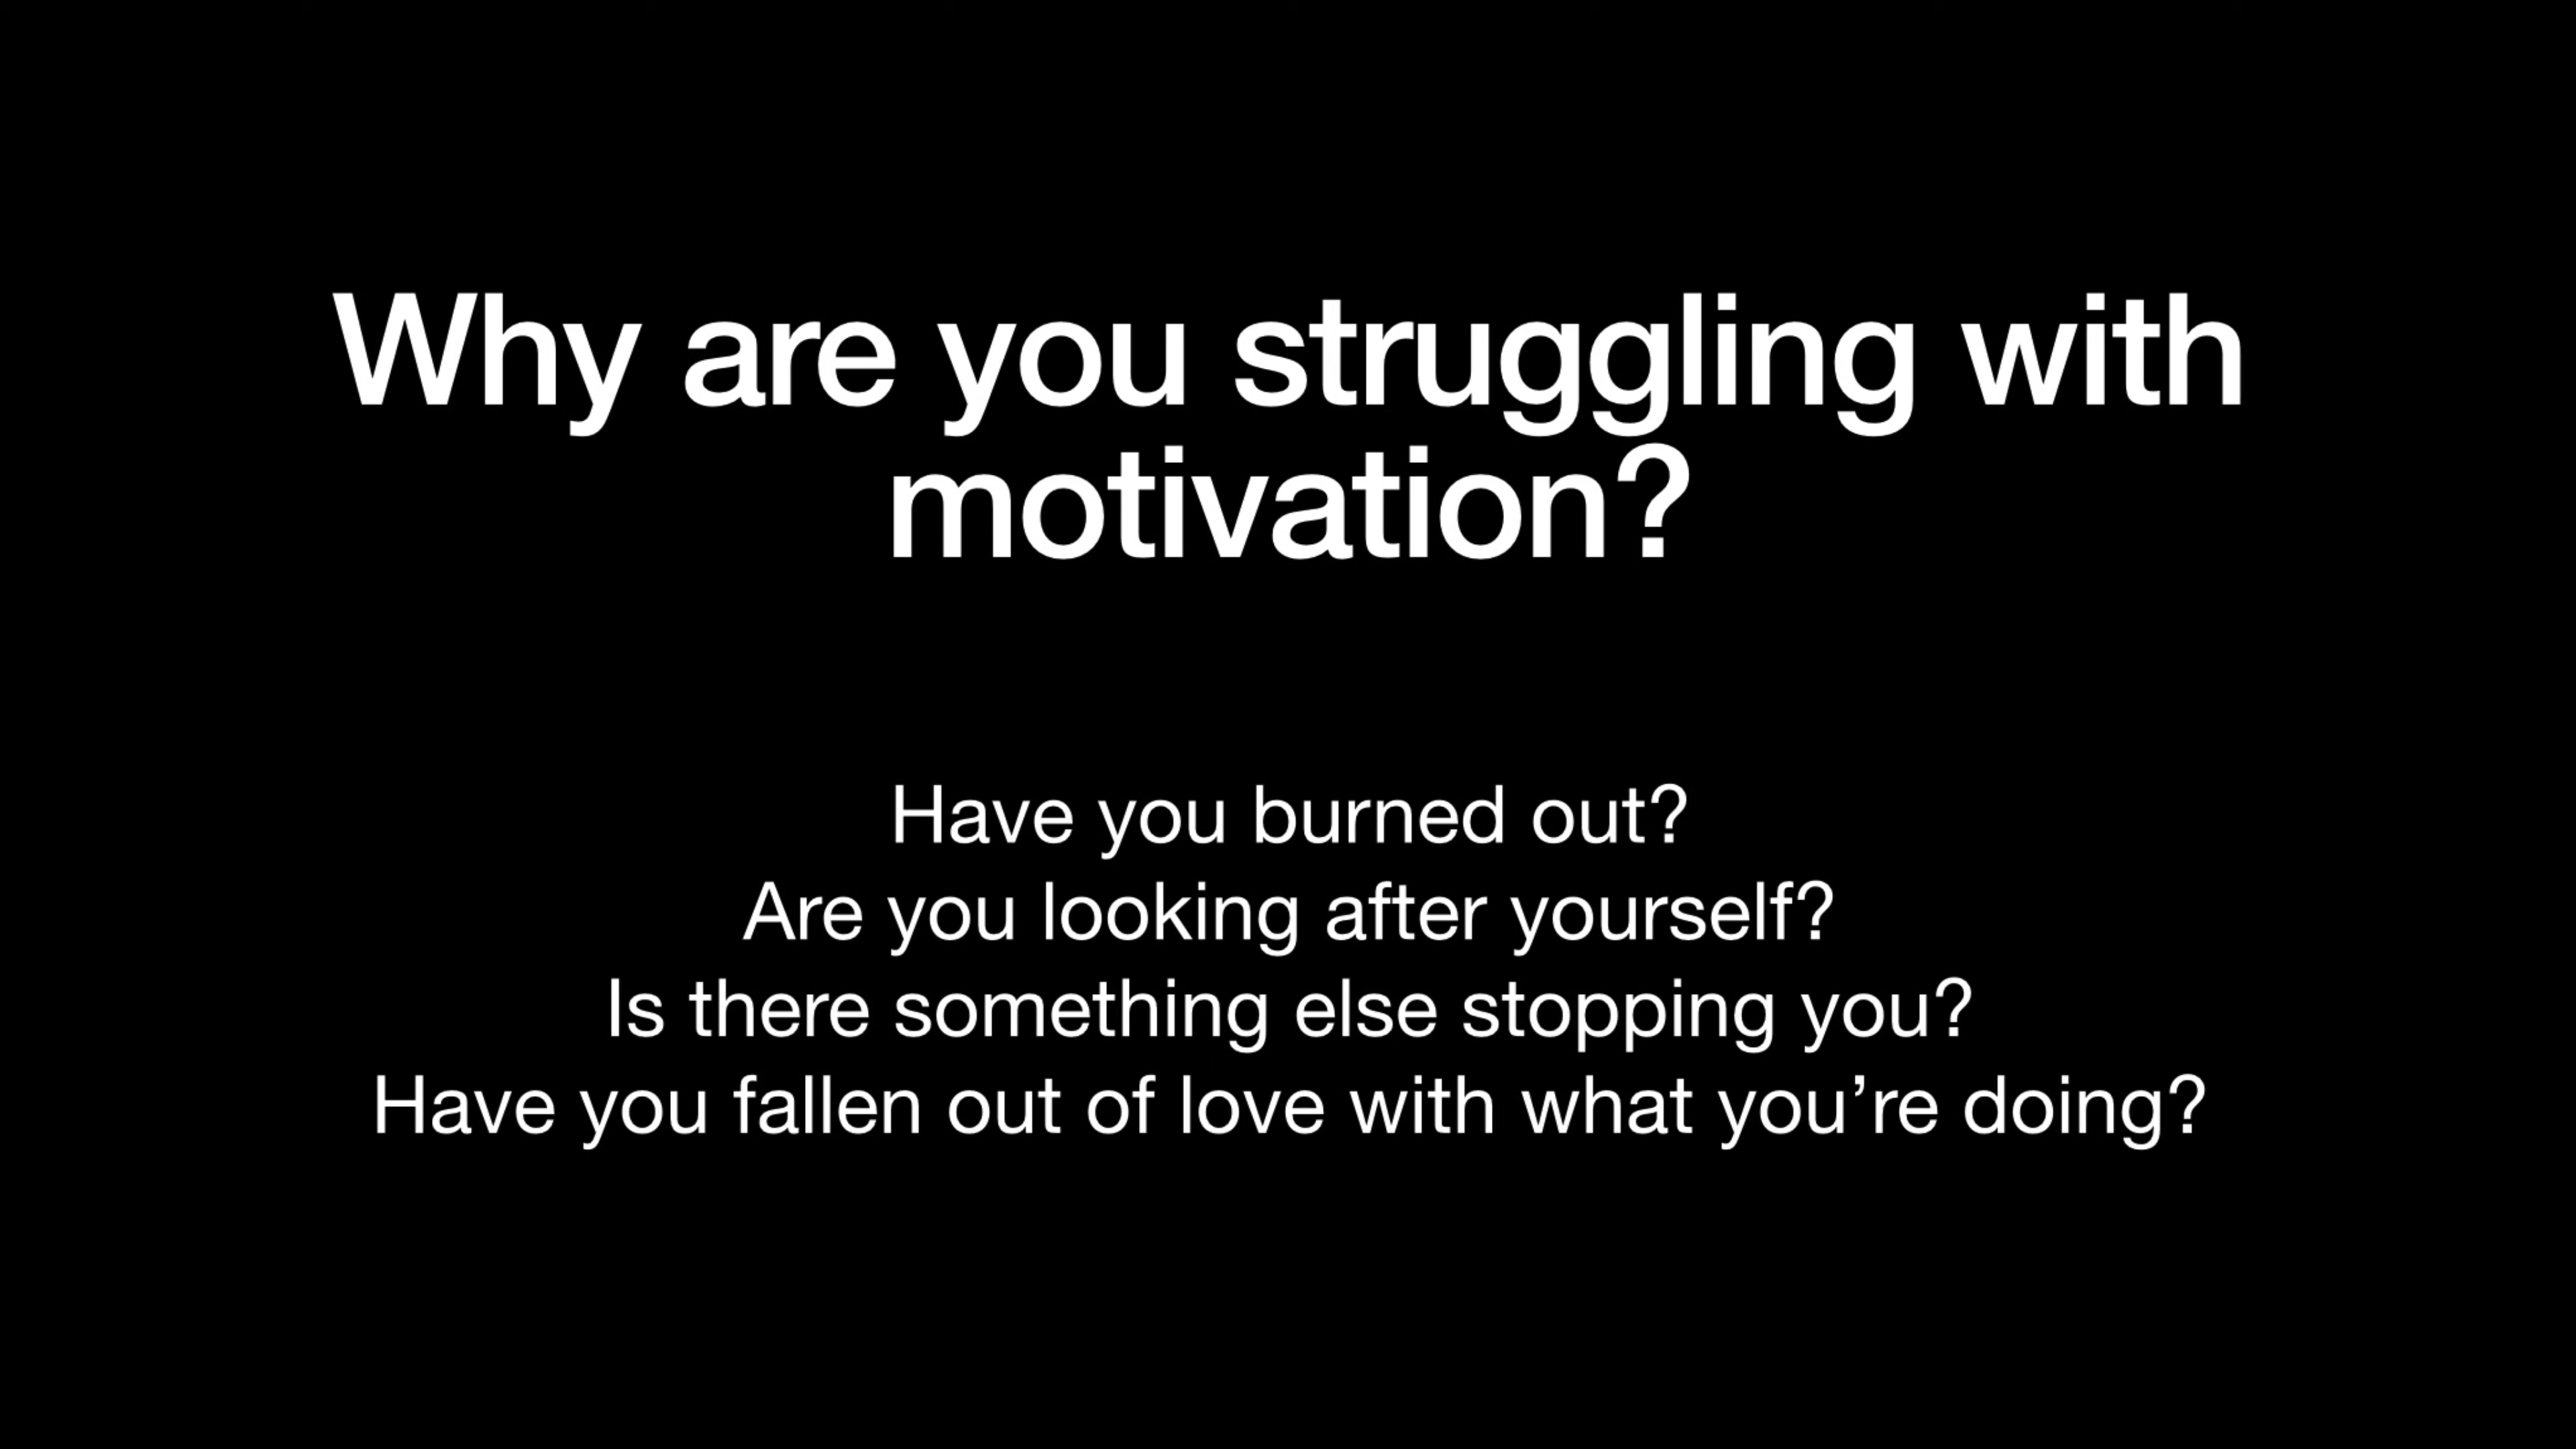 Why are you struggling with
motivation?
Have you burned out?
Are you looking after yourself?
Is there something else stopping you?
Have you fallen out of love with what you’re doing?